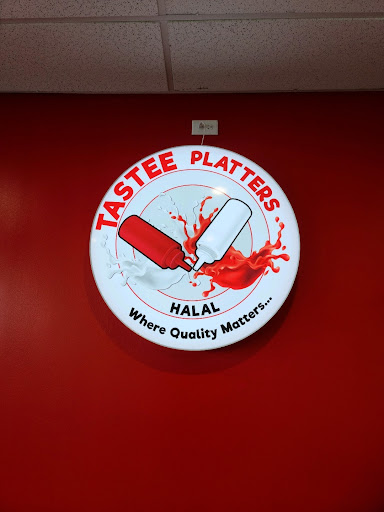 TASTEE PLATTERS
HALAL
Where Quality Matters...